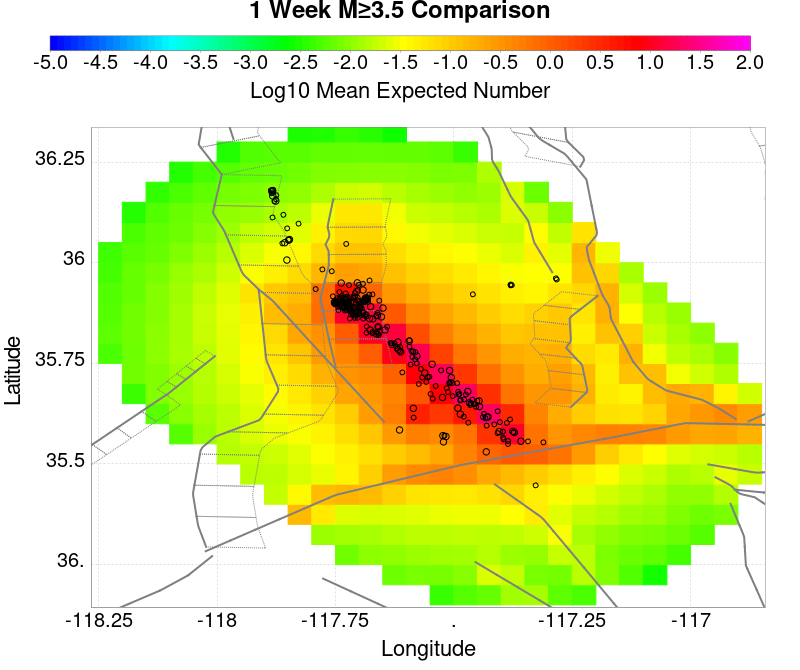 1 Week M≥3.5 Comparison
-5.0 -4.5 -4.0 -3.5 -3.0 -2.5 -2.0 -1.5 -1.0 -0.5 0.0 0.5 1.0 1.5 2.0
Log10 Mean Expected Number
36.25
36
35.75
35.5
36.
Latitude
-118.25 -118 -117.75 . -117.25 -117
Longitude